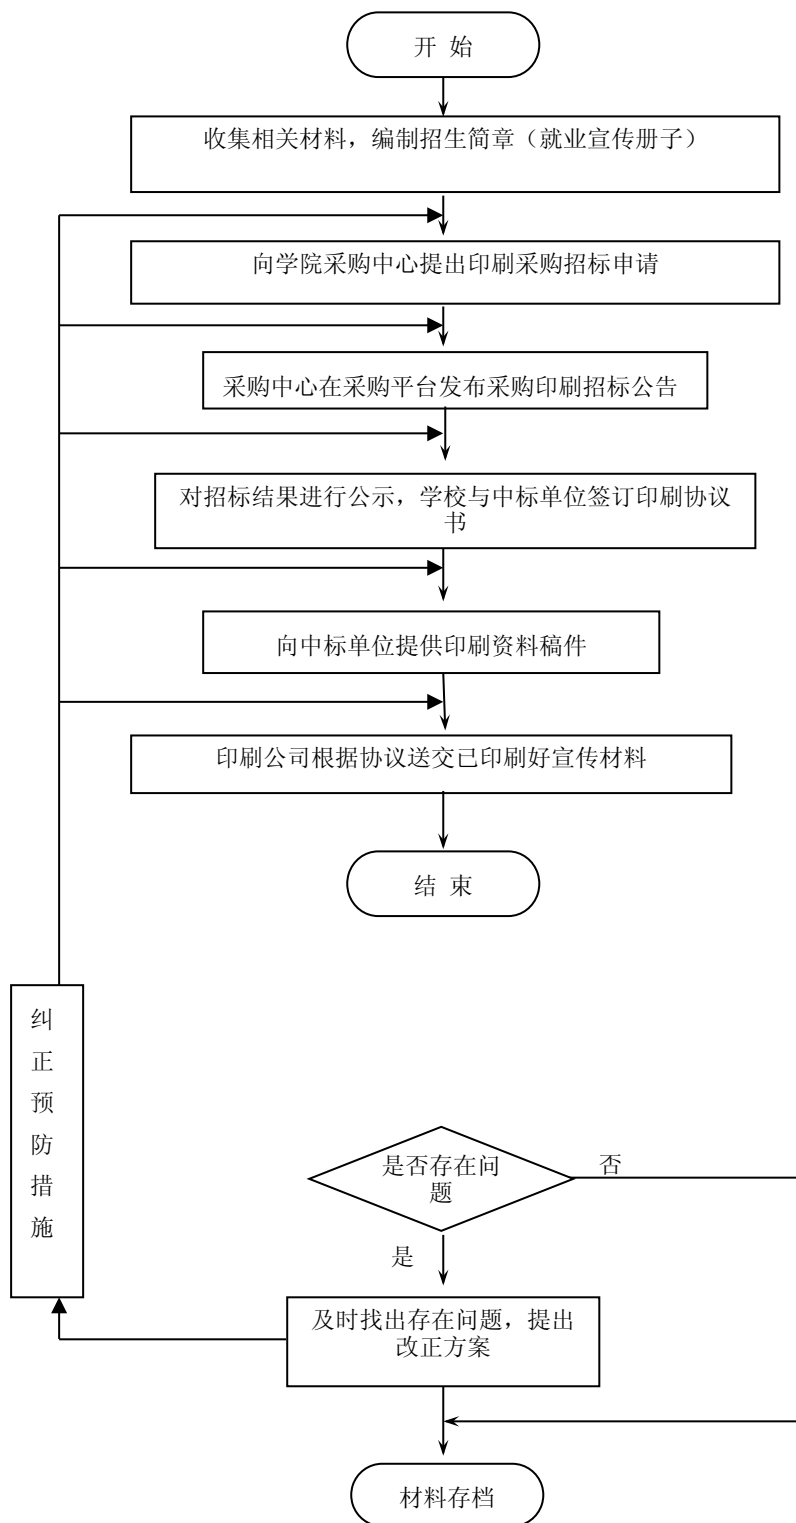 开 始
收集相关材料，编制招生简章（就业宣传册子）
向学院采购中心提出印刷采购招标申请
采购中心在采购平台发布采购印刷招标公告
对招标结果进行公示，学校与中标单位签订印刷协议
书
向中标单位提供印刷资料稿件
印刷公司根据协议送交已印刷好宣传材料
结 束
纠
正
预
防
措
施
是否存在问
题
否
是
及时找出存在问题，提出
改正方案
材料存档